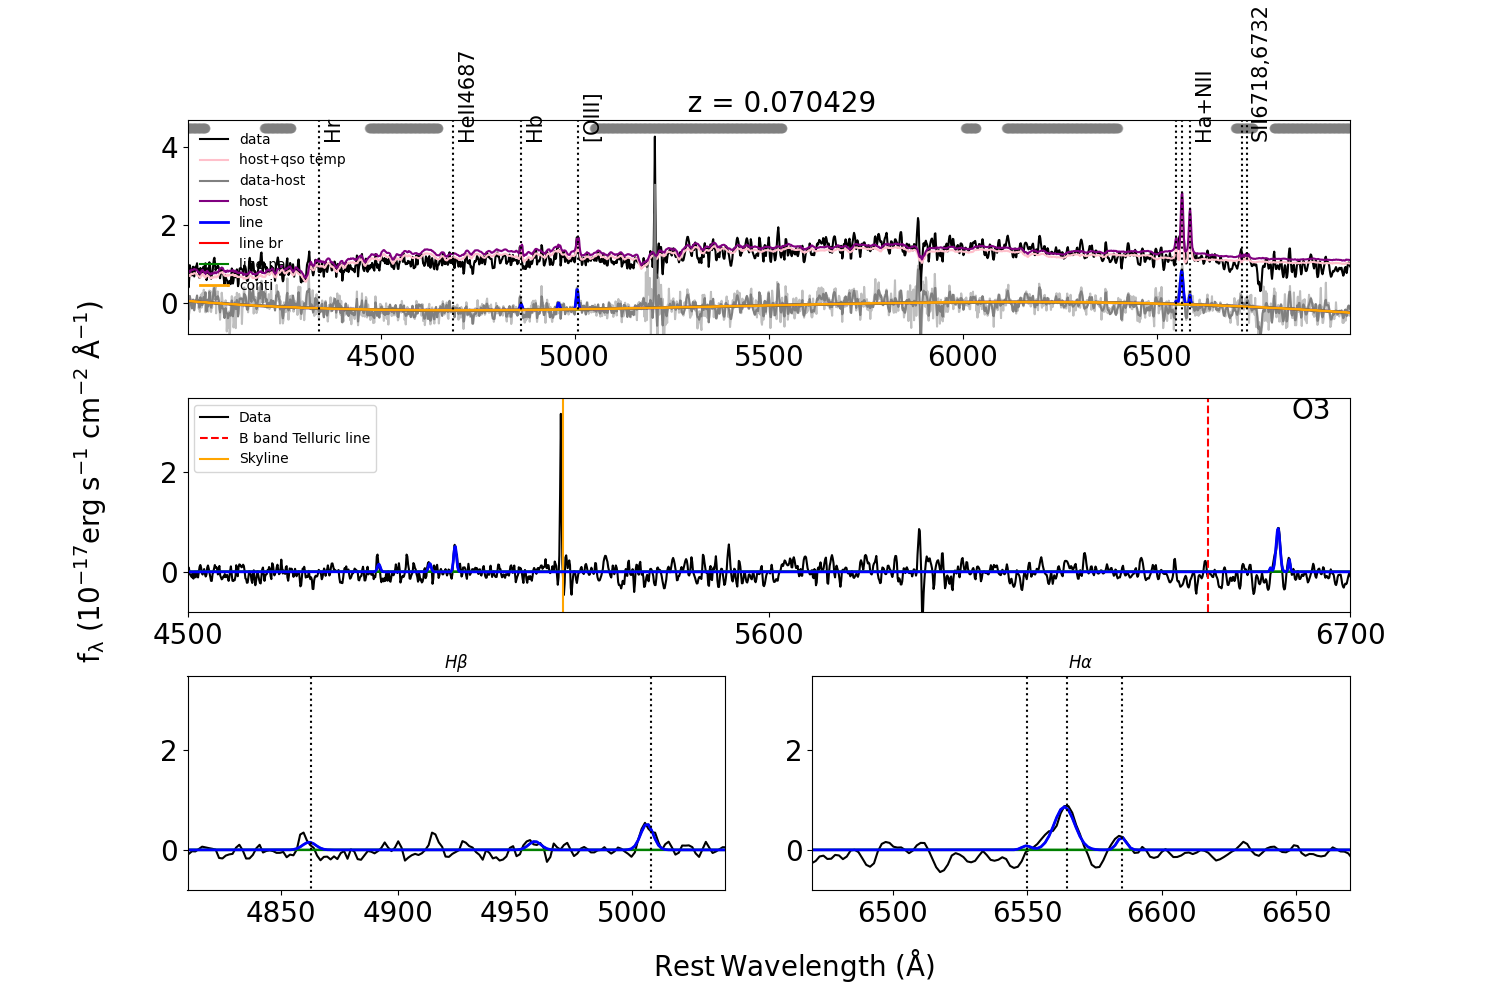 z = 0.070429
Hr
HeII4687
Hb
[OIII]
Ha+NII
SII6718,6732
data
host+qso temp
data-host
host
line
line br
conti
4
2
0
4500
5000
5500
6000
6500
Data
B band Telluric line
Skyline
O3
2
0
4500
5600
6700
fλ (10⁻¹⁷erg s⁻¹ cm⁻² Å⁻¹)
Hβ
2
0
4850
4900
4950
5000
Hα
2
0
6500
6550
6600
6650
Rest Wavelength (Å)